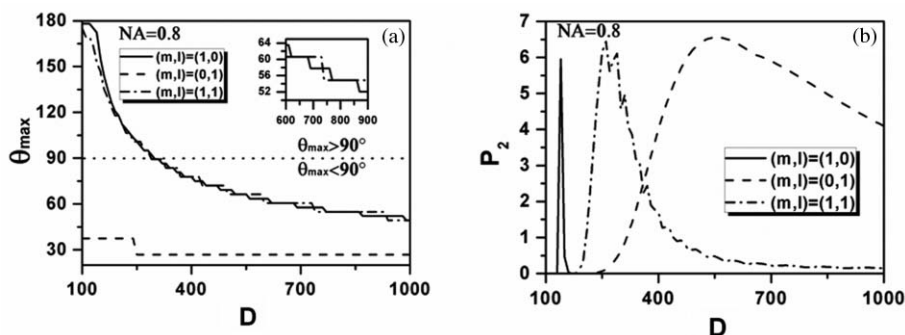 NA=0.8
(a)
(m,l)=(1,0)
(m,l)=(0,1)
(m,l)=(1,1)
64
60
56
52
600 700 800 900
θmax>90°
θmax<90°
180
150
120
90
60
30
θmax
100 400 700 1000
D
NA=0.8
(b)
7
6
5
4
3
2
1
0
P2
(m,l)=(1,0)
(m,l)=(0,1)
(m,l)=(1,1)
100 400 700 1000
D